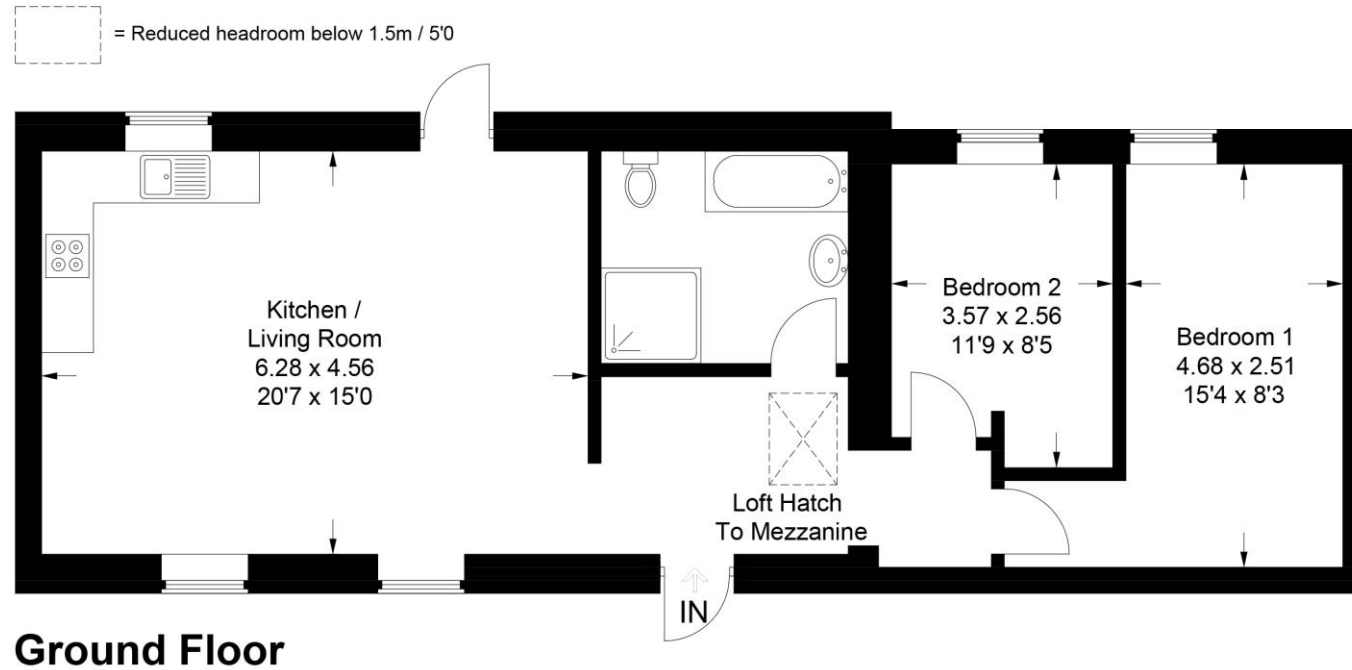 = Reduced headroom below 1.5m / 5'0
Kitchen /
Living Room
6.28 x 4.56
20'7 x 15'0
Bedroom 2
3.57 x 2.56
11'9 x 8'5
Bedroom 1
4.68 x 2.51
15'4 x 8'3
Loft Hatch
To Mezzanine
IN
Ground Floor